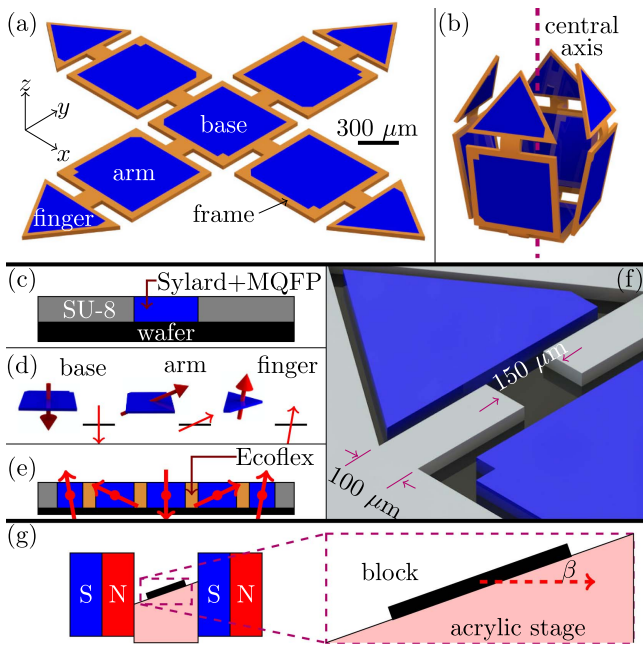 (a)
z
y
x
base
arm
finger
frame
300 μm
(b)
central
axis
(c)
Sylard+MQFP
SU-8
wafer
(d)
base
arm
finger
(e)
Ecoflex
(f)
150 μm
100 μm
(g)
S
N
S
N
block
β
acrylic stage